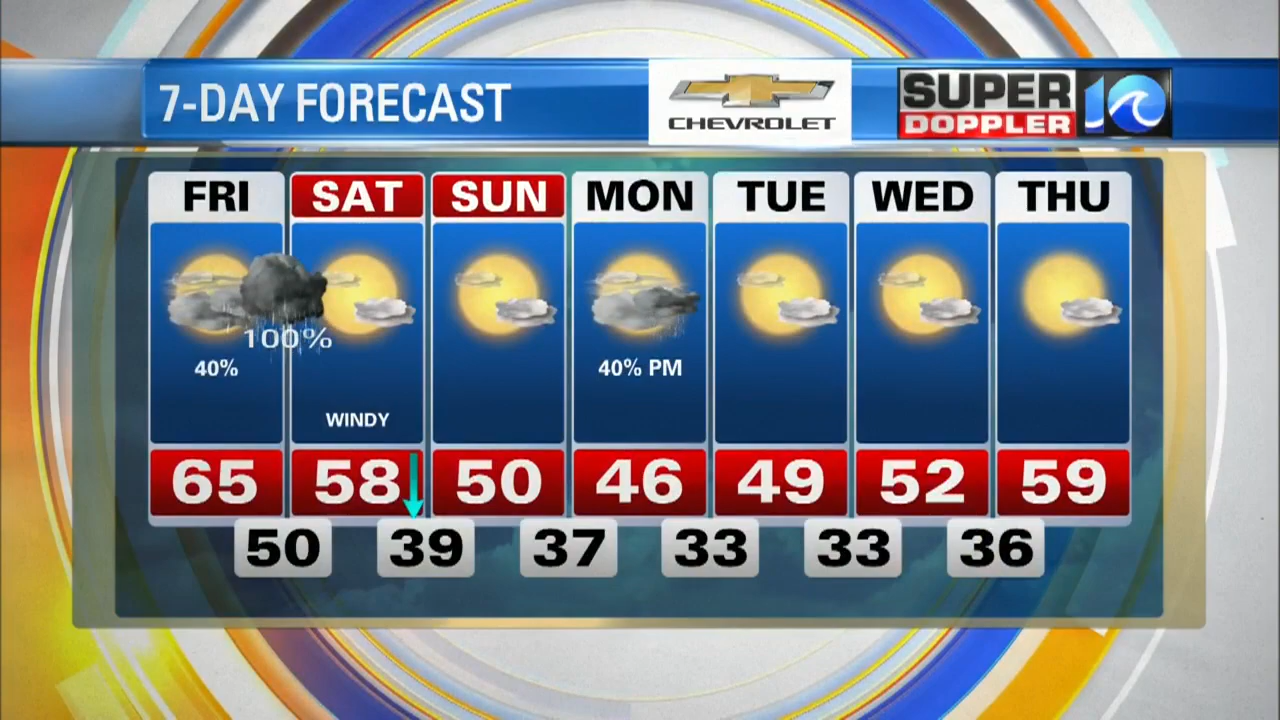 7-DAY FORECAST
CHEVROLET
SUPER
DOPPLER 10
FRI SAT SUN MON TUE WED THU
100%
40% 40% PM
WINDY
65 58 50 46 49 52 59
50 39 37 33 33 36